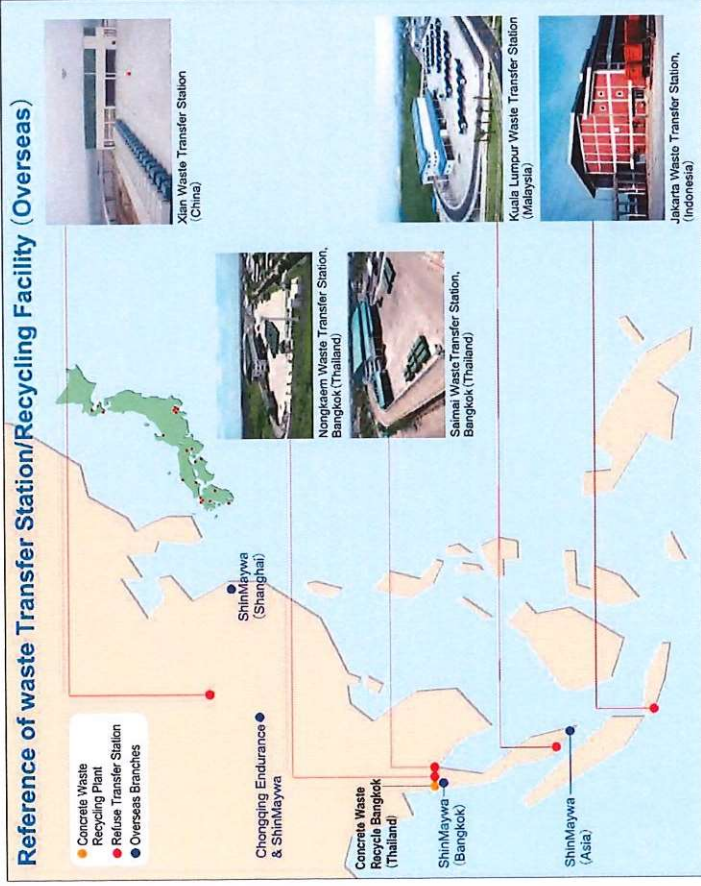 Reference of waste Transfer Station/Recycling Facility (Overseas)
Concrete Waste
Recycling Plant
Refuse Transfer Station
Overseas Branches
Xian Waste Transfer Station
(China)
ShinMaywa
(Shanghai)
Chongqing Endurance
& ShinMaywa
Nongkaem Waste Transfer Station,
Bangkok (Thailand)
Saimai WasteTransfer Station,
Bangkok (Thailand)
Concrete Waste
Recycle Bangkok
(Thailand)
ShinMaywa
(Bangkok)
ShinMaywa
(Asia)
Kuala Lumpur Waste Transfer Station
(Malaysia)
Jakarta Waste Transfer Station,
(Indonesia)